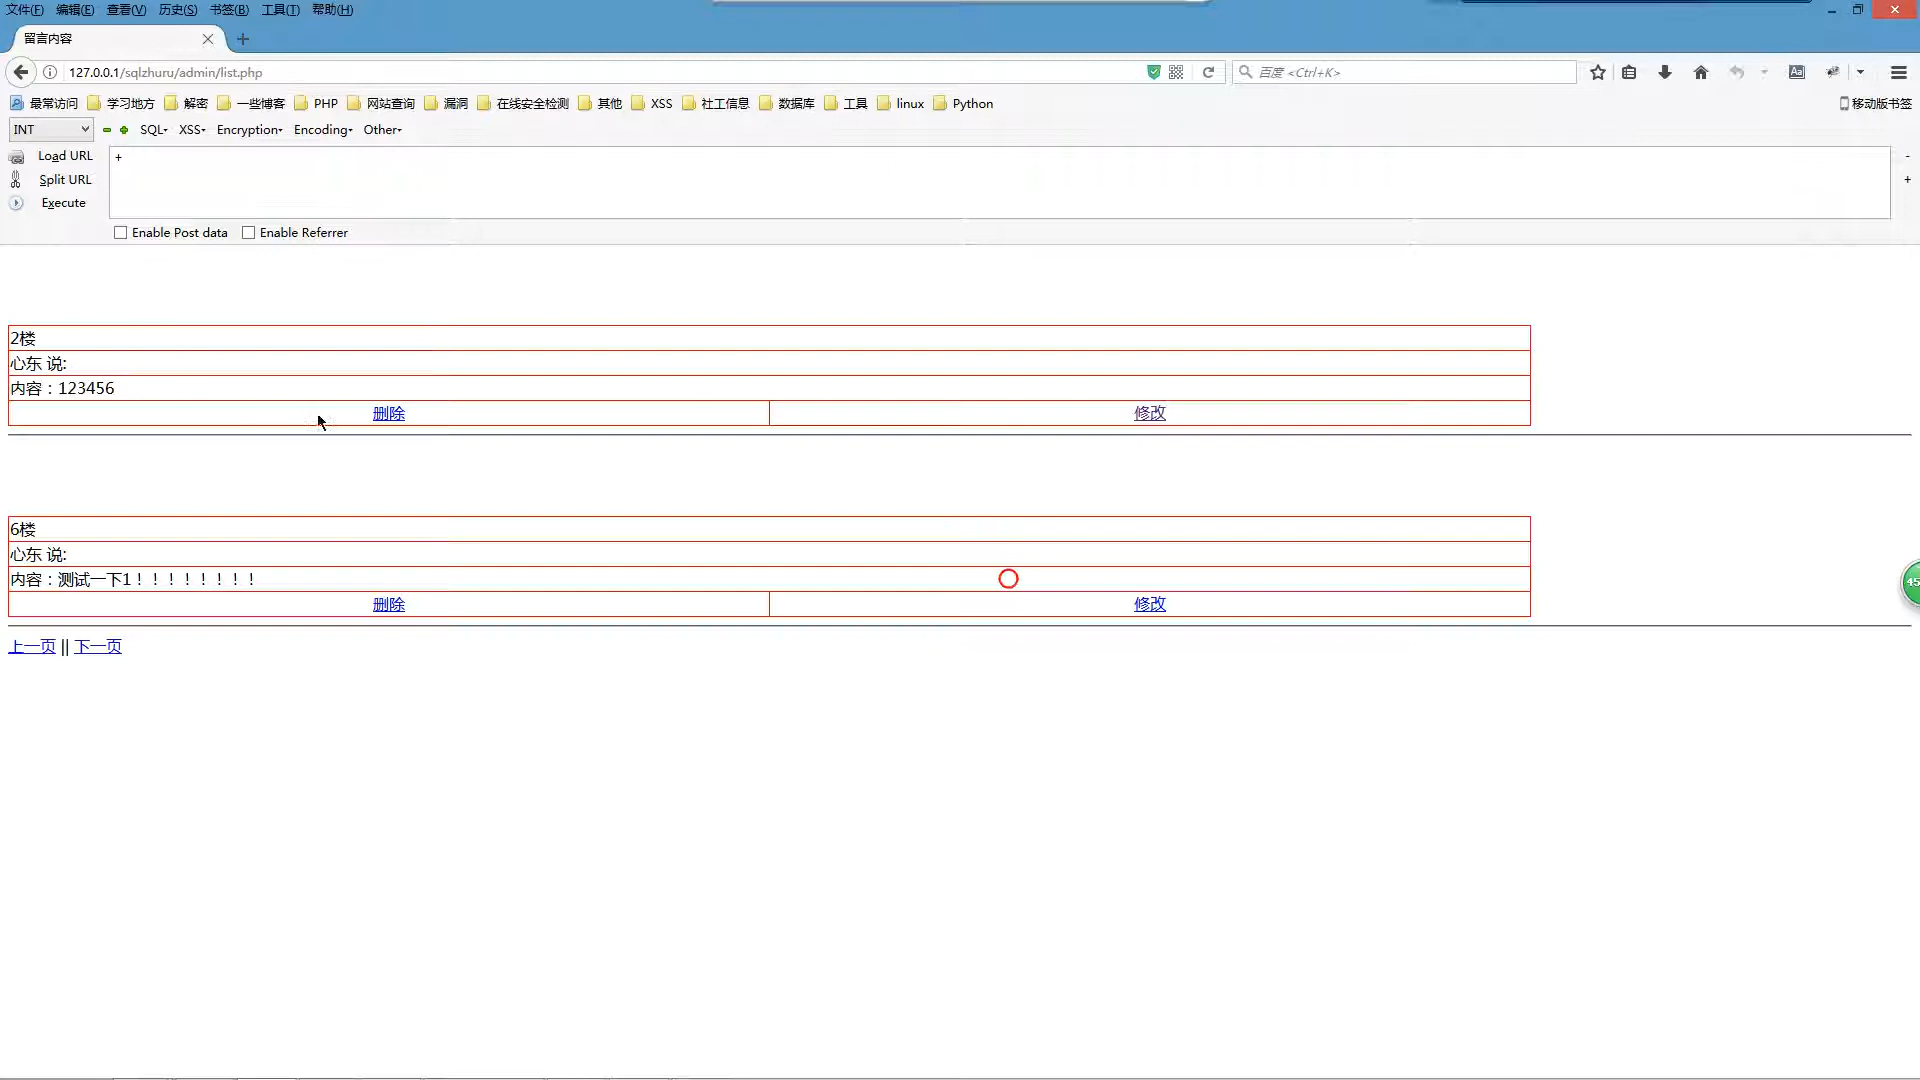 文件(F) 编辑(E) 查看(V) 历史(S) 书签(B) 工具(T) 帮助(H)
留言内容
127.0.0.1/sqlzhuru/admin/list.php
百度 <Ctrl+K>
最常访问 学习地方 解密 一些博客 PHP 网站查询 漏洞 在线安全检测 其他 XSS 社工信息 数据库 工具 linux Python 移动版书签
INT SQL XSS Encryption Encoding Other
Load URL
+
Split URL
Execute
Enable Post data Enable Referrer
2楼
心东 说:
内容：123456
删除 修改
6楼
心东 说:
内容：测试一下1！！！！！！！！
删除 修改
45
上一页 || 下一页